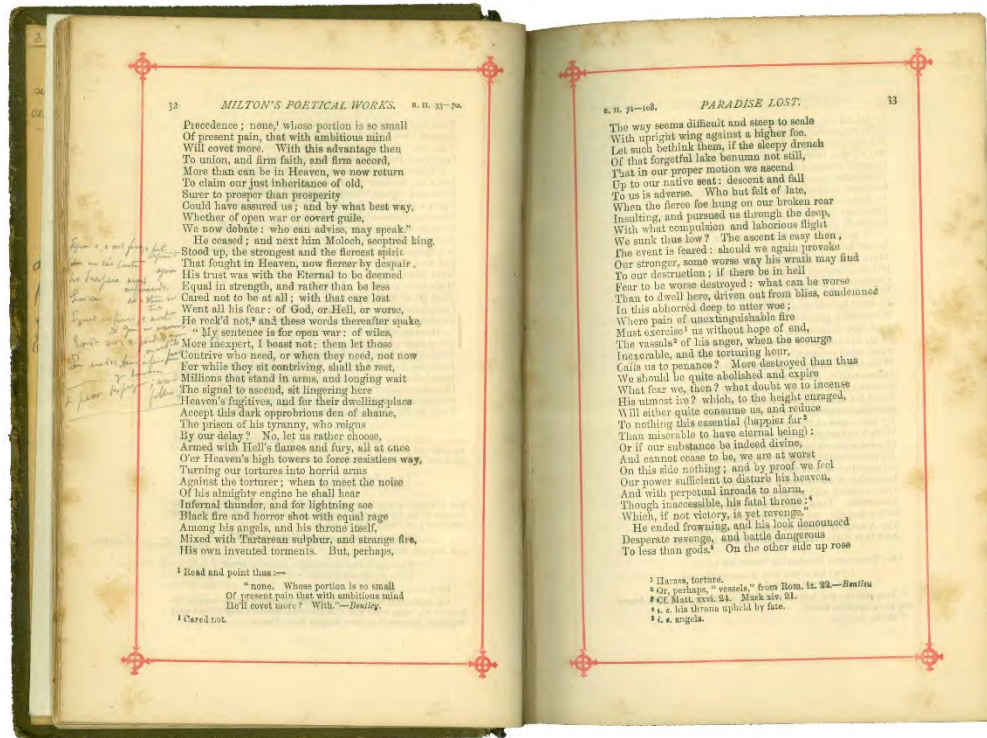 32 MILTON'S POETICAL WORKS. B. II. 33–70.
Precedence; none,¹ whose portion is so small
Of present pain, that with ambitious mind
Will covet more. With this advantage then
To union, and firm faith, and firm accord,
More than can be in Heaven, we now return
To claim our just inheritance of old,
Surer to prosper than prosperity
Could have assured us; and by what best way,
Whether of open war or covert guile,
We now debate: who can advise, may speak."
He ceased; and next him Moloch, sceptred king,
Stood up, the strongest and the fiercest spirit
That fought in Heaven, now fiercer by despair.
His trust was with the Eternal to be deemed
Equal in strength, and rather than be less
Cared not to be at all; with that care lost
Went all his fear: of God, or Hell, or worse,
He reck'd not,² and these words thereafter spake.
"My sentence is for open war: of wiles,
More inexpert, I boast not: them let those
Contrive who need, or when they need, not now
For while they sit contriving, shall the rest,
Millions that stand in arms, and longing wait
The signal to ascend, sit lingering here
Heaven's fugitives, and for their dwelling-place
Accept this dark opprobrious den of shame,
The prison of his tyranny, who reigns
By our delay? No, let us rather choose,
Armed with Hell's flames and fury, all at once
O'er Heaven's high towers to force resistless way,
Turning our tortures into horrid arms
Against the torturer; when to meet the noise
Of his almighty engine he shall hear
Infernal thunder, and for lightning see
Black fire and horror shot with equal rage
Among his angels, and his throne itself,
Mixed with Tartarean sulphur, and strange fire,
His own invented torments. But, perhaps,
¹ Read and point thus:—
"none. Whose portion is so small
Of present pain that with ambitious mind
He'll covet more? With."—Bentley.
¹ Cared not.
B. II. 71–108. PARADISE LOST. 33
The way seems difficult and steep to scale
With upright wing against a higher foe.
Let such bethink them, if the sleepy drench
Of that forgetful lake benumn not still,
That in our proper motion we ascend
Up to our native seat: descent and fall
To us is adverse. Who but felt of late,
When the fierce foe hung on our broken rear
Insulting, and pursued us through the deep,
With what compulsion and laborious flight
We sunk thus low? The ascent is easy then,
The event is feared: should we again provoke
Our stronger, some worse way his wrath may find
To our destruction; if there be in hell
Fear to be worse destroyed: what can be worse
Than to dwell here, driven out from bliss, condemned
In this abhorréd deep to utter woe;
Where pain of unextinguishable fire
Must exercise¹ us without hope of end,
The vassals² of his anger, when the scourge
Inexorable, and the torturing hour,
Calls us to penance? More destroyed than thus
We should be quite abolished and expire
What fear we, then? what doubt we to incense
His utmost ire? which, to the height enraged,
Will either quite consume us, and reduce
To nothing this essential (happier far³
Than miserable to have eternal being):
Or if our substance be indeed divine,
And cannot cease to be, we are at worst
On this side nothing; and by proof we feel
Our power sufficient to disturb his heaven,
And with perpetual inroads to alarm,
Though inaccessible, his fatal throne:⁴
Which, if not victory, is yet revenge."
He ended frowning, and his look denounced
Desperate revenge, and battle dangerous
To less than gods.⁵ On the other side up rose
¹ Harass, torture.
² Or, perhaps, "vessels," from Rom. ix. 22.—Bentley
³ Cf. Matt. xxvi. 24. Mark xiv. 21.
⁴ i. e. his throne upheld by fate.
⁵ i. e. angels.